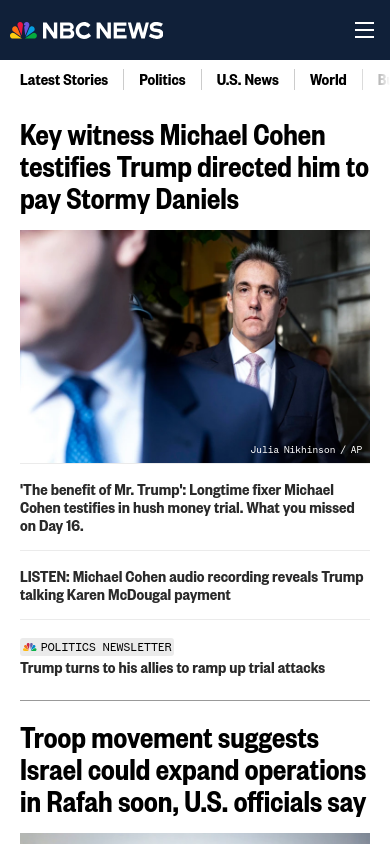 NBC NEWS
Latest Stories
Politics
U.S. News
World
Key witness Michael Cohen
testifies Trump directed him to
pay Stormy Daniels
Julia Nikhinson / AP
'The benefit of Mr. Trump': Longtime fixer Michael
Cohen testifies in hush money trial. What you missed
on Day 16.
LISTEN: Michael Cohen audio recording reveals Trump
talking Karen McDougal payment
POLITICS NEWSLETTER
Trump turns to his allies to ramp up trial attacks
Troop movement suggests
Israel could expand operations
in Rafah soon, U.S. officials say